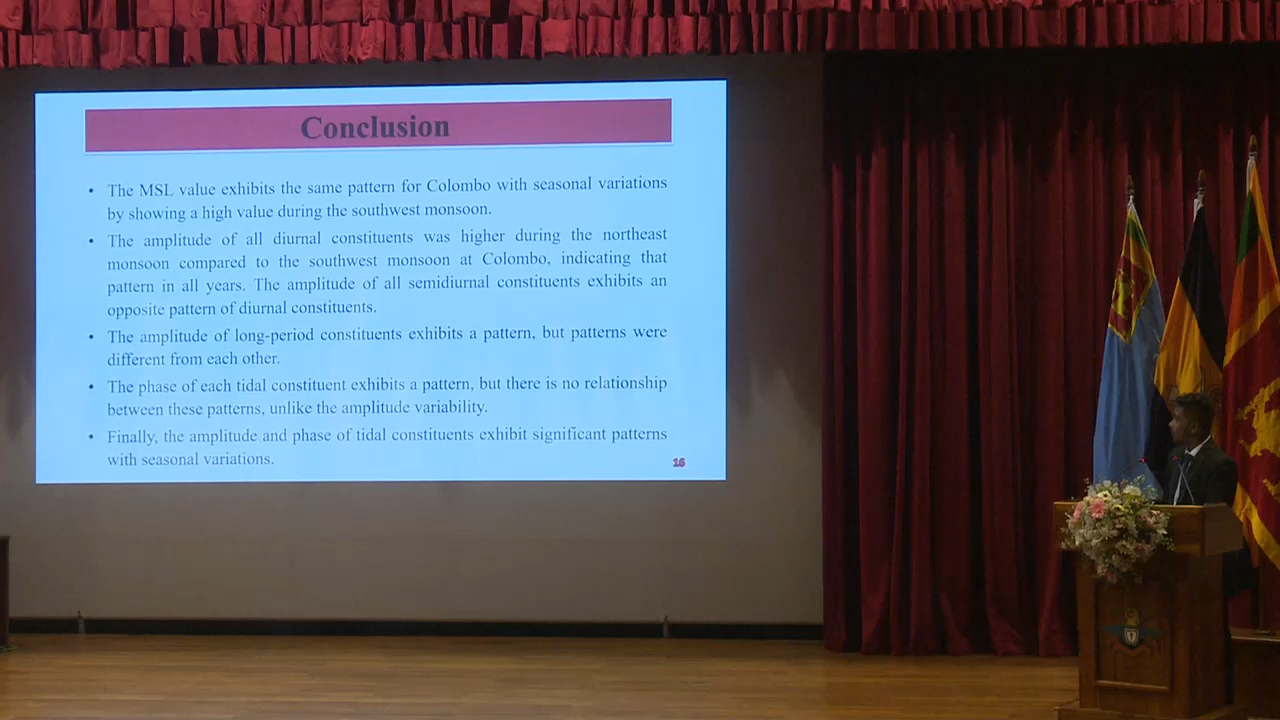 Conclusion
• The MSL value exhibits the same pattern for Colombo with seasonal variations
by showing a high value during the southwest monsoon.
• The amplitude of all diurnal constituents was higher during the northeast
monsoon compared to the southwest monsoon at Colombo, indicating that
pattern in all years. The amplitude of all semidiurnal constituents exhibits an
opposite pattern of diurnal constituents.
• The amplitude of long-period constituents exhibits a pattern, but patterns were
different from each other.
• The phase of each tidal constituent exhibits a pattern, but there is no relationship
between these patterns, unlike the amplitude variability.
• Finally, the amplitude and phase of tidal constituents exhibit significant patterns
with seasonal variations.
16